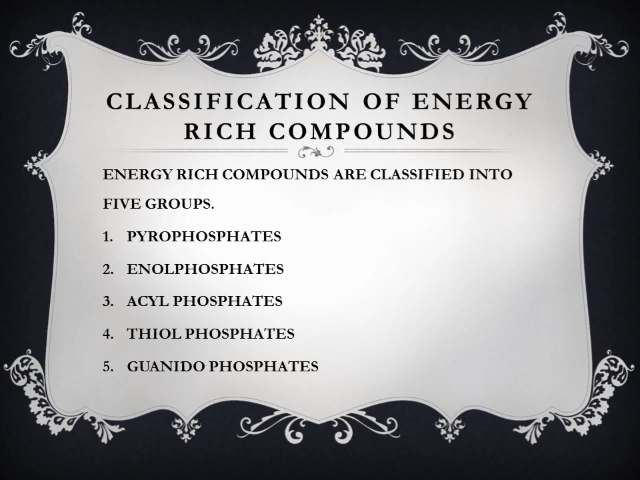 CLASSIFICATION OF ENERGY
RICH COMPOUNDS
ENERGY RICH COMPOUNDS ARE CLASSIFIED INTO
FIVE GROUPS.
1. PYROPHOSPHATES
2. ENOLPHOSPHATES
3. ACYL PHOSPHATES
4. THIOL PHOSPHATES
5. GUANIDO PHOSPHATES